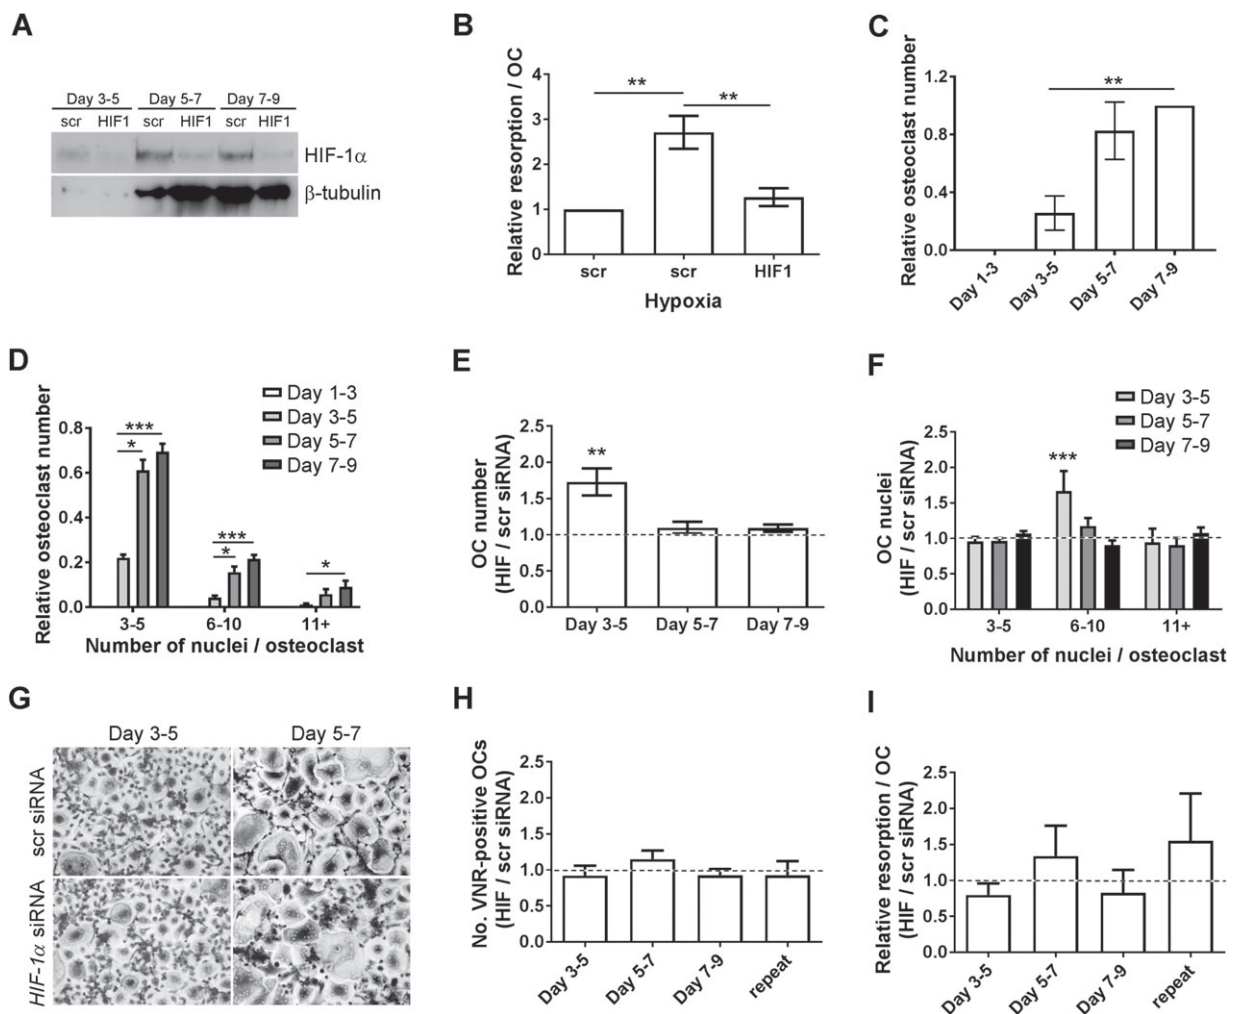 A
Day 3-5 Day 5-7 Day 7-9
scr HIF1 scr HIF1 scr HIF1
HIF-1α
β-tubulin
B
Relative resorption / OC
4
3
2
1
0
** **
scr scr HIF1
Hypoxia
C
Relative osteoclast number
1.2
0.8
0.4
0.0
**
Day 1-3 Day 3-5 Day 5-7 Day 7-9
D
Relative osteoclast number
0.8
0.6
0.4
0.2
0.0
Day 1-3
Day 3-5
Day 5-7
Day 7-9
***
*
***
*
*
3-5 6-10 11+
Number of nuclei / osteoclast
E
OC number
(HIF / scr siRNA)
2.5
2.0
1.5
1.0
0.5
0.0
**
Day 3-5 Day 5-7 Day 7-9
F
OC nuclei
(HIF / scr siRNA)
2.5
2.0
1.5
1.0
0.5
0.0
Day 3-5
Day 5-7
Day 7-9
***
3-5 6-10 11+
Number of nuclei / osteoclast
G
Day 3-5 Day 5-7
scr siRNA
HIF-1α siRNA
H
No. VNR-positive OCs
(HIF / scr siRNA)
2.5
2.0
1.5
1.0
0.5
0.0
Day 3-5 Day 5-7 Day 7-9 repeat
I
Relative resorption / OC
(HIF / scr siRNA)
2.5
2.0
1.5
1.0
0.5
0.0
Day 3-5 Day 5-7 Day 7-9 repeat